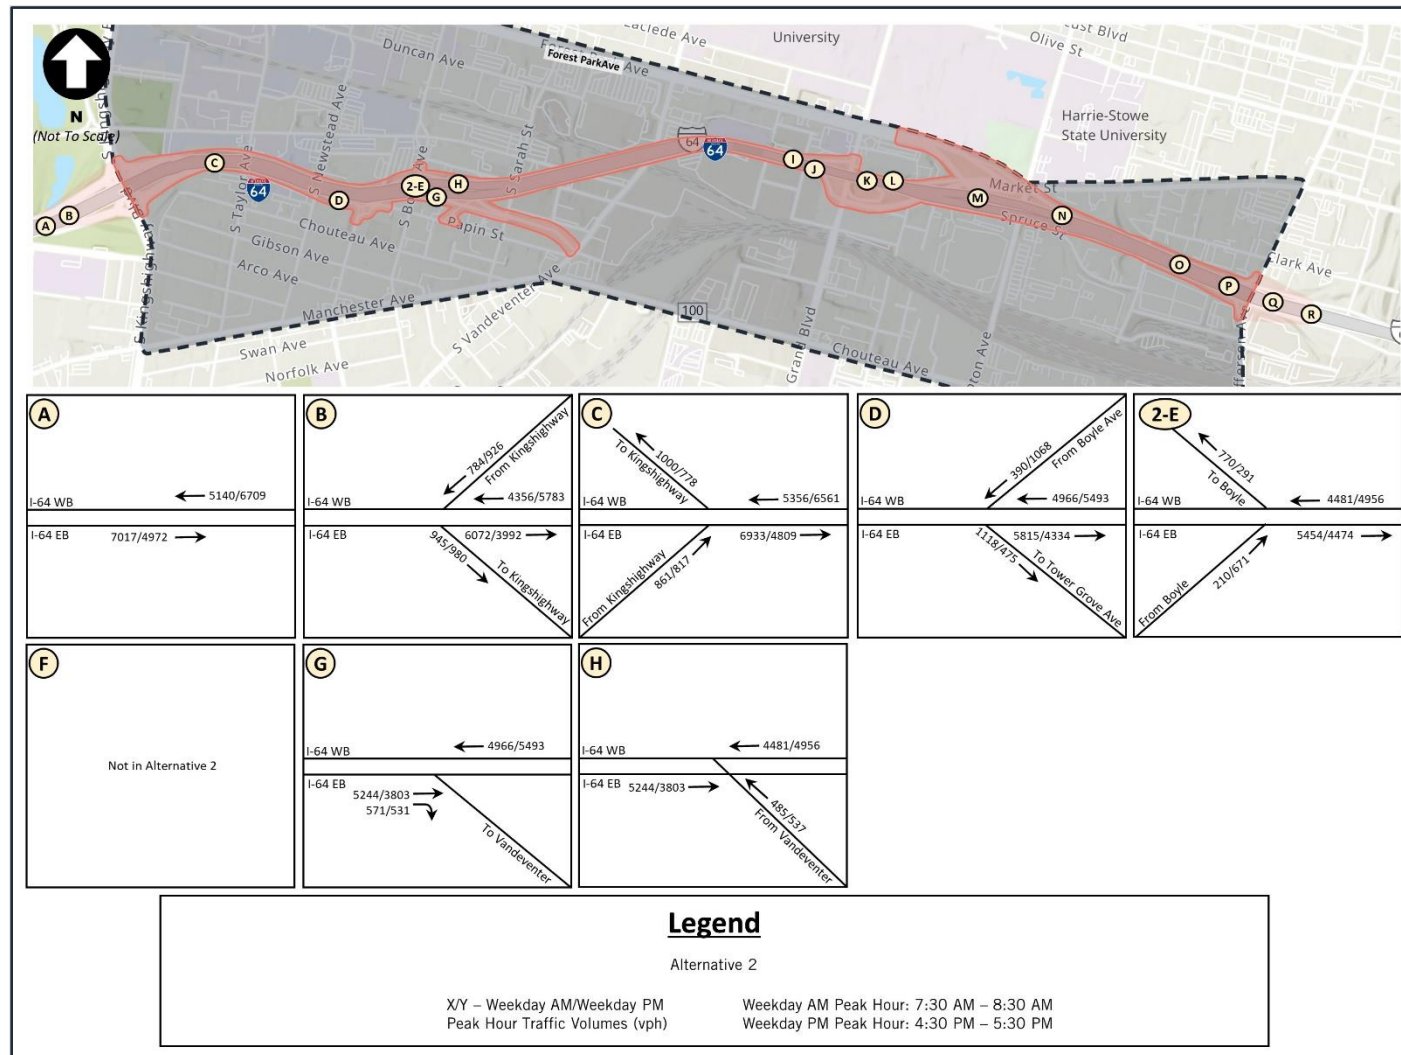 N
(Not To Scale)
Duncan Ave
Forest ParkAve
Laclede Ave
University
Olive St
Harrie-Stowe
State University
S Newstead Ave
S Taylor Ave
S Sarah St
64
64
64
A
B
C
D
2-E
G
H
I
J
K
L
M
N
O
P
Q
R
Market St
Spruce St
Papin St
Chouteau Ave
Gibson Ave
Arco Ave
Manchester Ave
S Vandeventer Ave
Swan Ave
Norfolk Ave
100
Grand Blvd
Chouteau Ave
Clark Ave
A
I-64 WB
5140/6709
I-64 EB
7017/4972
B
784/926
From Kingshighway
I-64 WB
4356/5783
I-64 EB
6072/3992
945/980
To Kingshighway
C
1000/778
To Kingshighway
I-64 WB
5356/6561
I-64 EB
6933/4809
From Kingshighway
861/817
D
390/1068
From Boyle Ave
I-64 WB
4966/5493
I-64 EB
5815/4334
1118/475
To Tower Grove Ave
2-E
770/291
To Boyle
I-64 WB
4481/4956
I-64 EB
5454/4474
From Boyle
210/671
F
Not in Alternative 2
G
I-64 WB
4966/5493
I-64 EB
5244/3803
571/531
To Vandeventer
H
I-64 WB
4481/4956
I-64 EB
5244/3803
485/537
From Vandeventer
Legend
Alternative 2
X/Y – Weekday AM/Weekday PM
Peak Hour Traffic Volumes (vph)
Weekday AM Peak Hour: 7:30 AM – 8:30 AM
Weekday PM Peak Hour: 4:30 PM – 5:30 PM